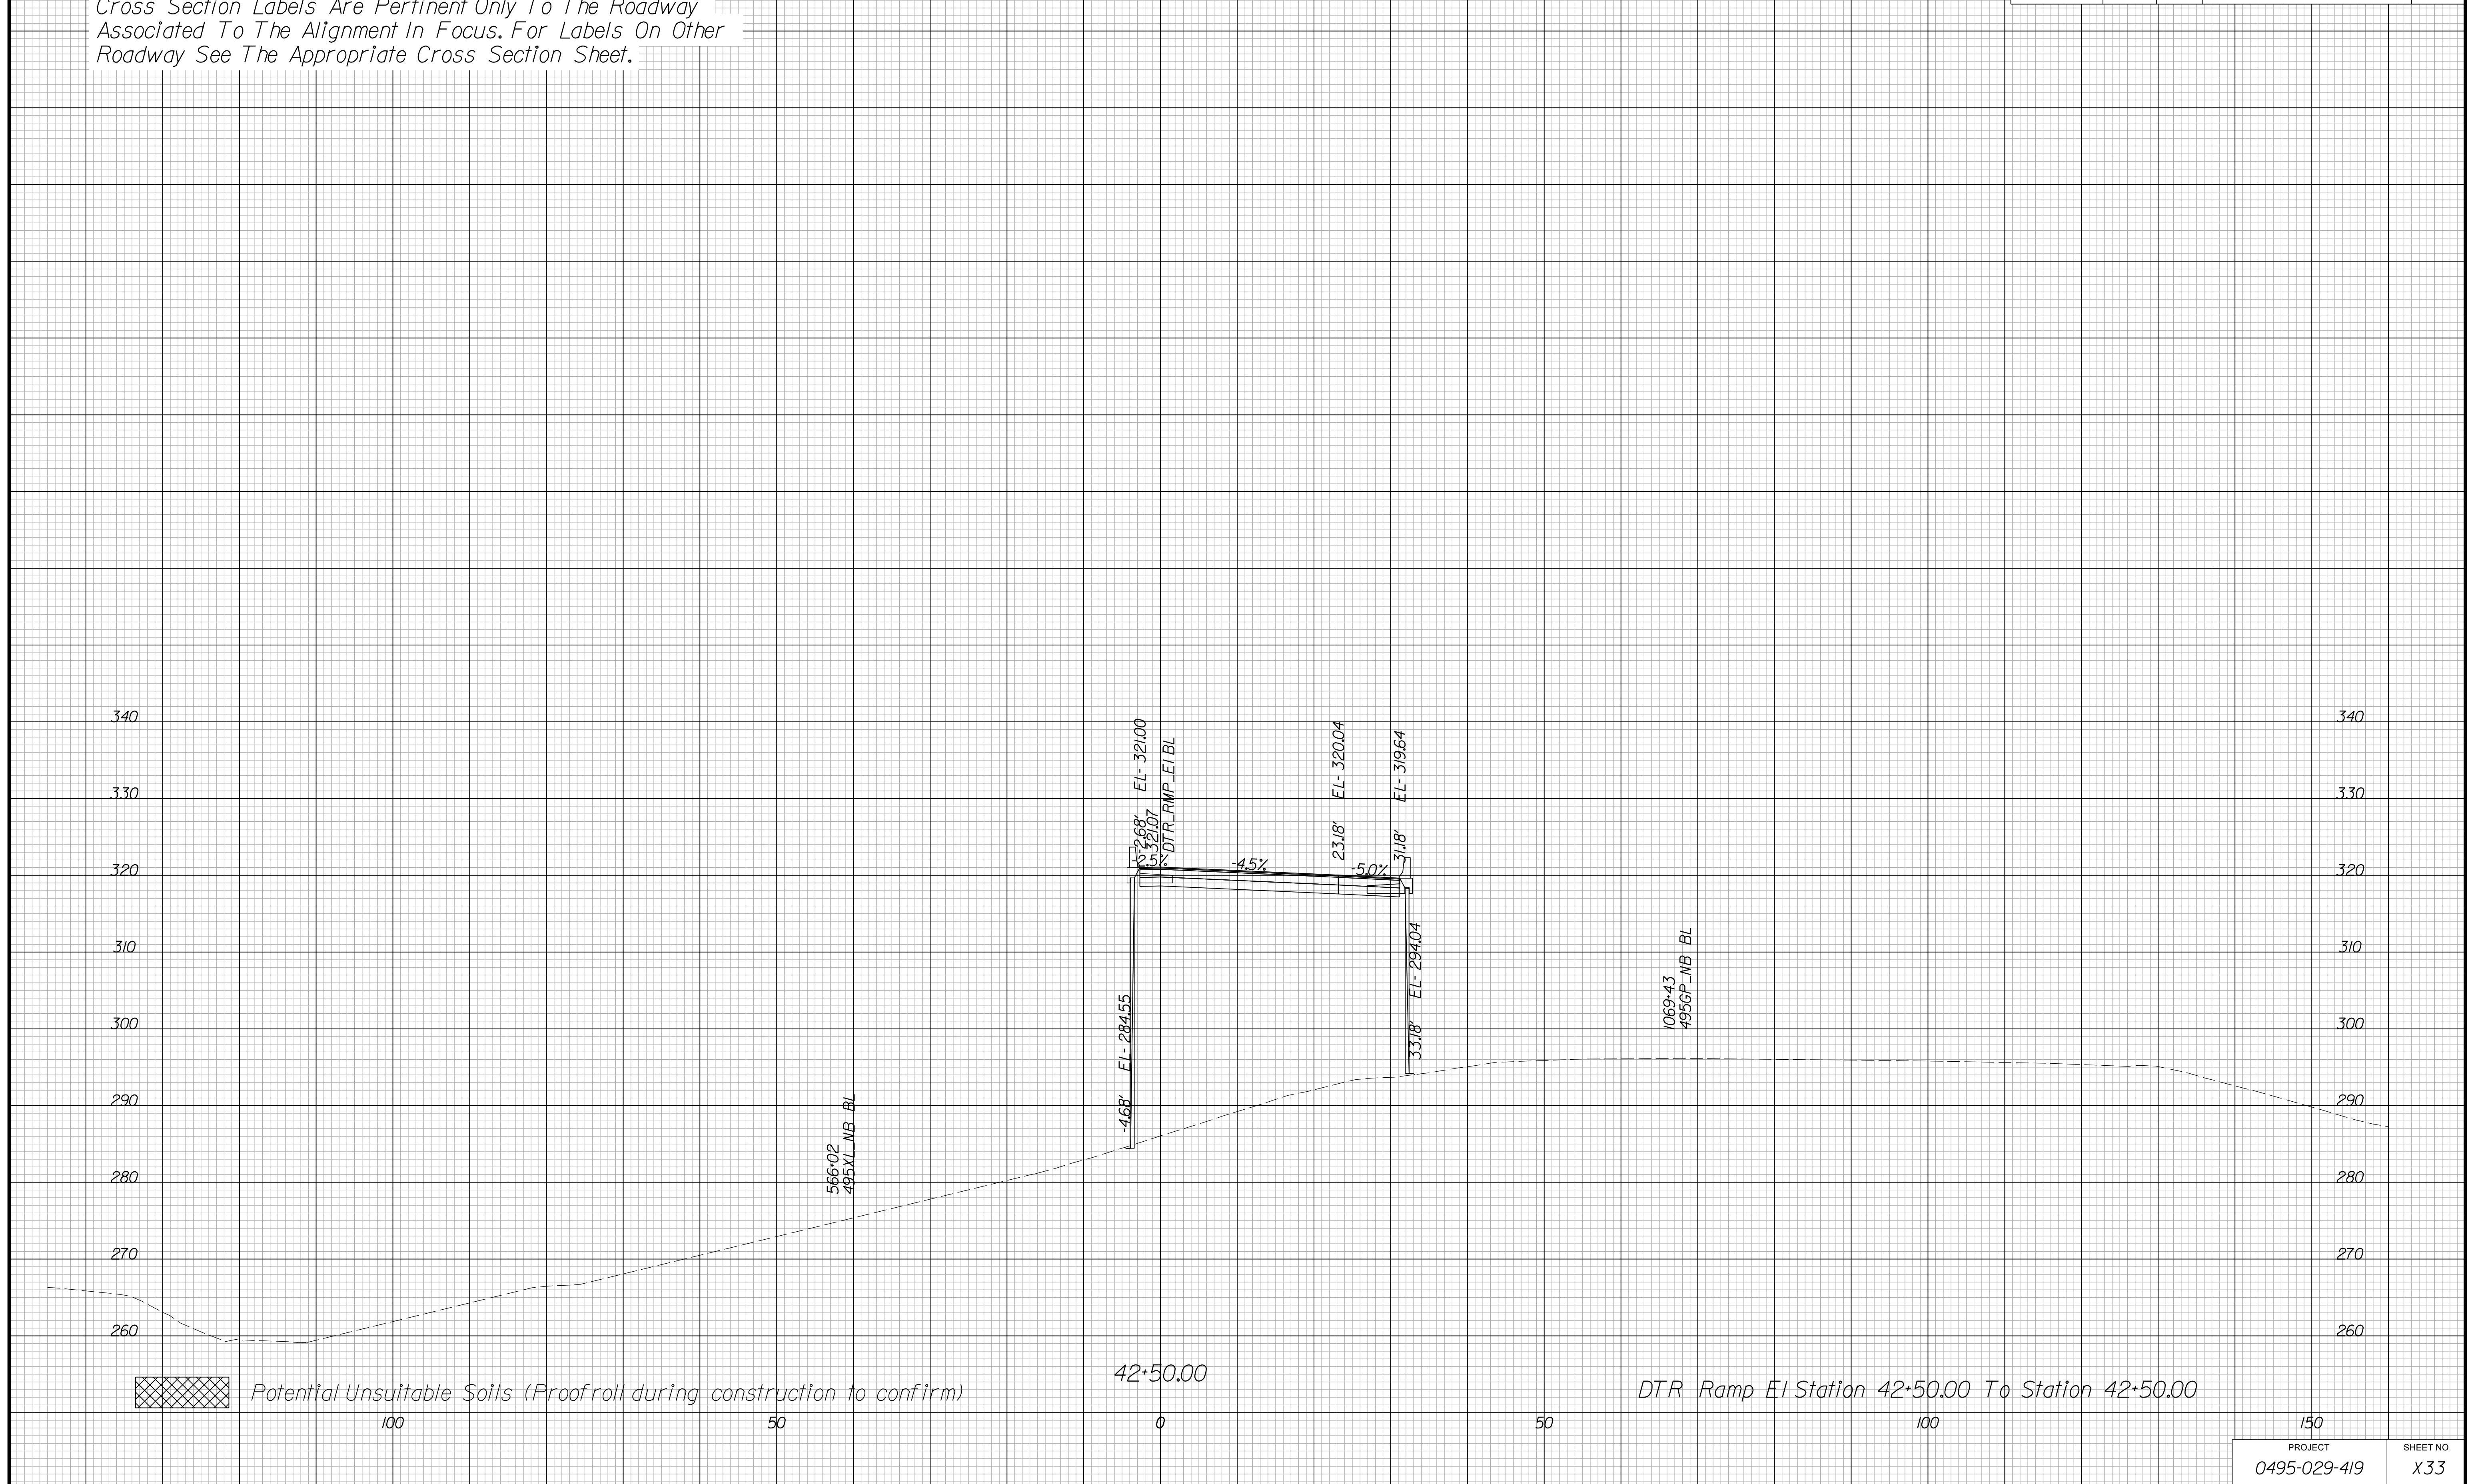 Cross Section Labels Are Pertinent Only To The Roadway
Associated To The Alignment In Focus. For Labels On Other
Roadway See The Appropriate Cross Section Sheet.
340
340
330
330
320
320
310
310
300
300
290
290
280
280
270
270
260
260
-2.68' EL- 321.00
321.07
DTR_RMP_E1 BL
23.18' EL- 320.04
31.18' EL- 319.64
-2.5%
-4.5%
-5.0%
-4.68' EL- 284.55
33.18' EL- 294.04
566+02
495XL_NB BL
1069+43
495GP_NB BL
42+50.00
Potential Unsuitable Soils (Proofroll during construction to confirm)
DTR Ramp E1 Station 42+50.00 To Station 42+50.00
100
50
0
50
100
150
PROJECT
SHEET NO.
0495-029-419
X33